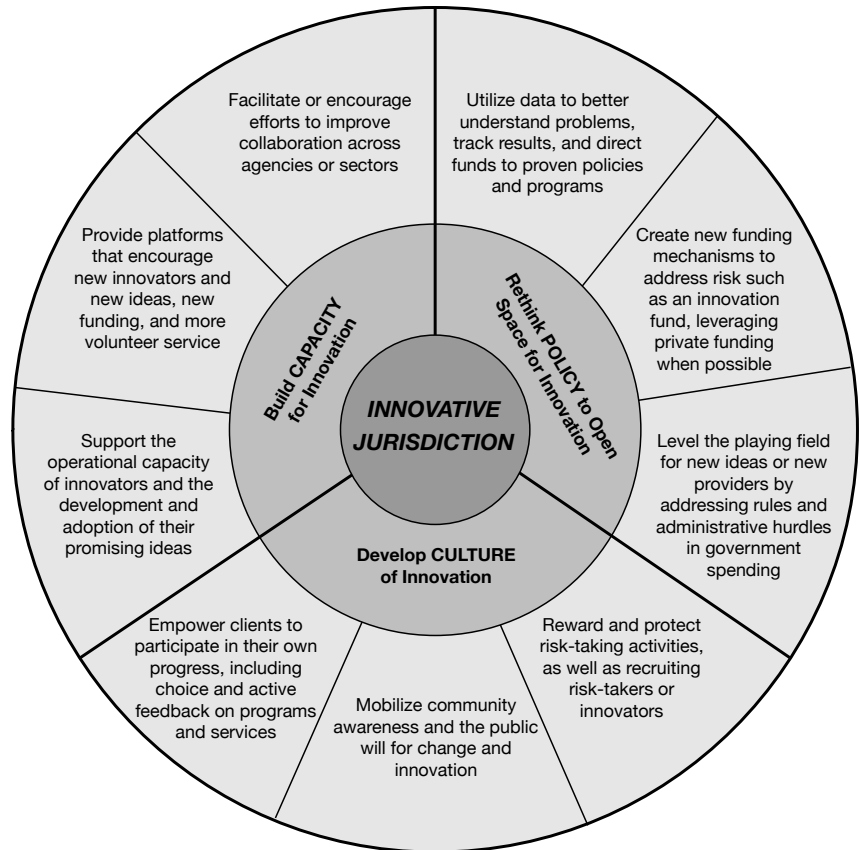 Facilitate or encourage
efforts to improve
collaboration across
agencies or sectors
Utilize data to better
understand problems,
track results, and direct
funds to proven policies
and programs
Provide platforms
that encourage
new innovators and
new ideas, new
funding, and more
volunteer service
Create new funding
mechanisms to
address risk such
as an innovation
fund, leveraging
private funding
when possible
Build CAPACITY
for Innovation
Rethink POLICY to Open
Space for Innovation
INNOVATIVE
JURISDICTION
Support the
operational capacity
of innovators and the
development and
adoption of their
promising ideas
Level the playing field
for new ideas or new
providers by
addressing rules and
administrative hurdles
in government
spending
Develop CULTURE
of Innovation
Empower clients to
participate in their own
progress, including
choice and active
feedback on programs
and services
Mobilize community
awareness and the public
will for change and
innovation
Reward and protect
risk-taking activities,
as well as recruiting
risk-takers or
innovators